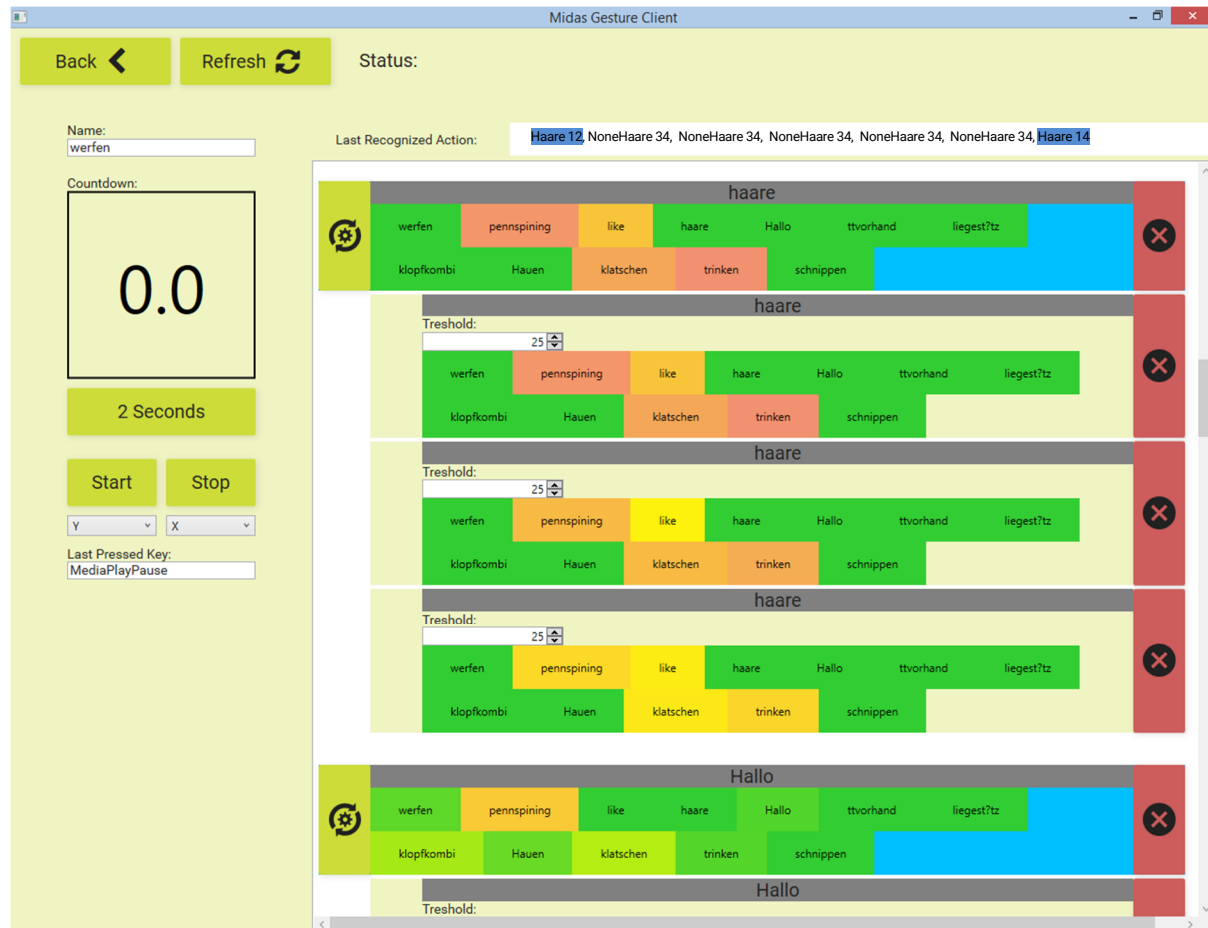 Midas Gesture Client
Back Refresh Status:
Name:
werfen
Last Recognized Action: Haare 12, NoneHaare 34, NoneHaare 34, NoneHaare 34, NoneHaare 34, NoneHaare 34, Haare 14
Countdown:
0.0
2 Seconds
Start Stop
Y X
Last Pressed Key:
MediaPlayPause
haare
werfen pennspining like haare Hallo ttvorhand liegest?tz
klopfkombi Hauen klatschen trinken schnippen
haare
Treshold:
25
werfen pennspining like haare Hallo ttvorhand liegest?tz
klopfkombi Hauen klatschen trinken schnippen
haare
Treshold:
25
werfen pennspining like haare Hallo ttvorhand liegest?tz
klopfkombi Hauen klatschen trinken schnippen
haare
Treshold:
25
werfen pennspining like haare Hallo ttvorhand liegest?tz
klopfkombi Hauen klatschen trinken schnippen
Hallo
werfen pennspining like haare Hallo ttvorhand liegest?tz
klopfkombi Hauen klatschen trinken schnippen
Hallo
Treshold: